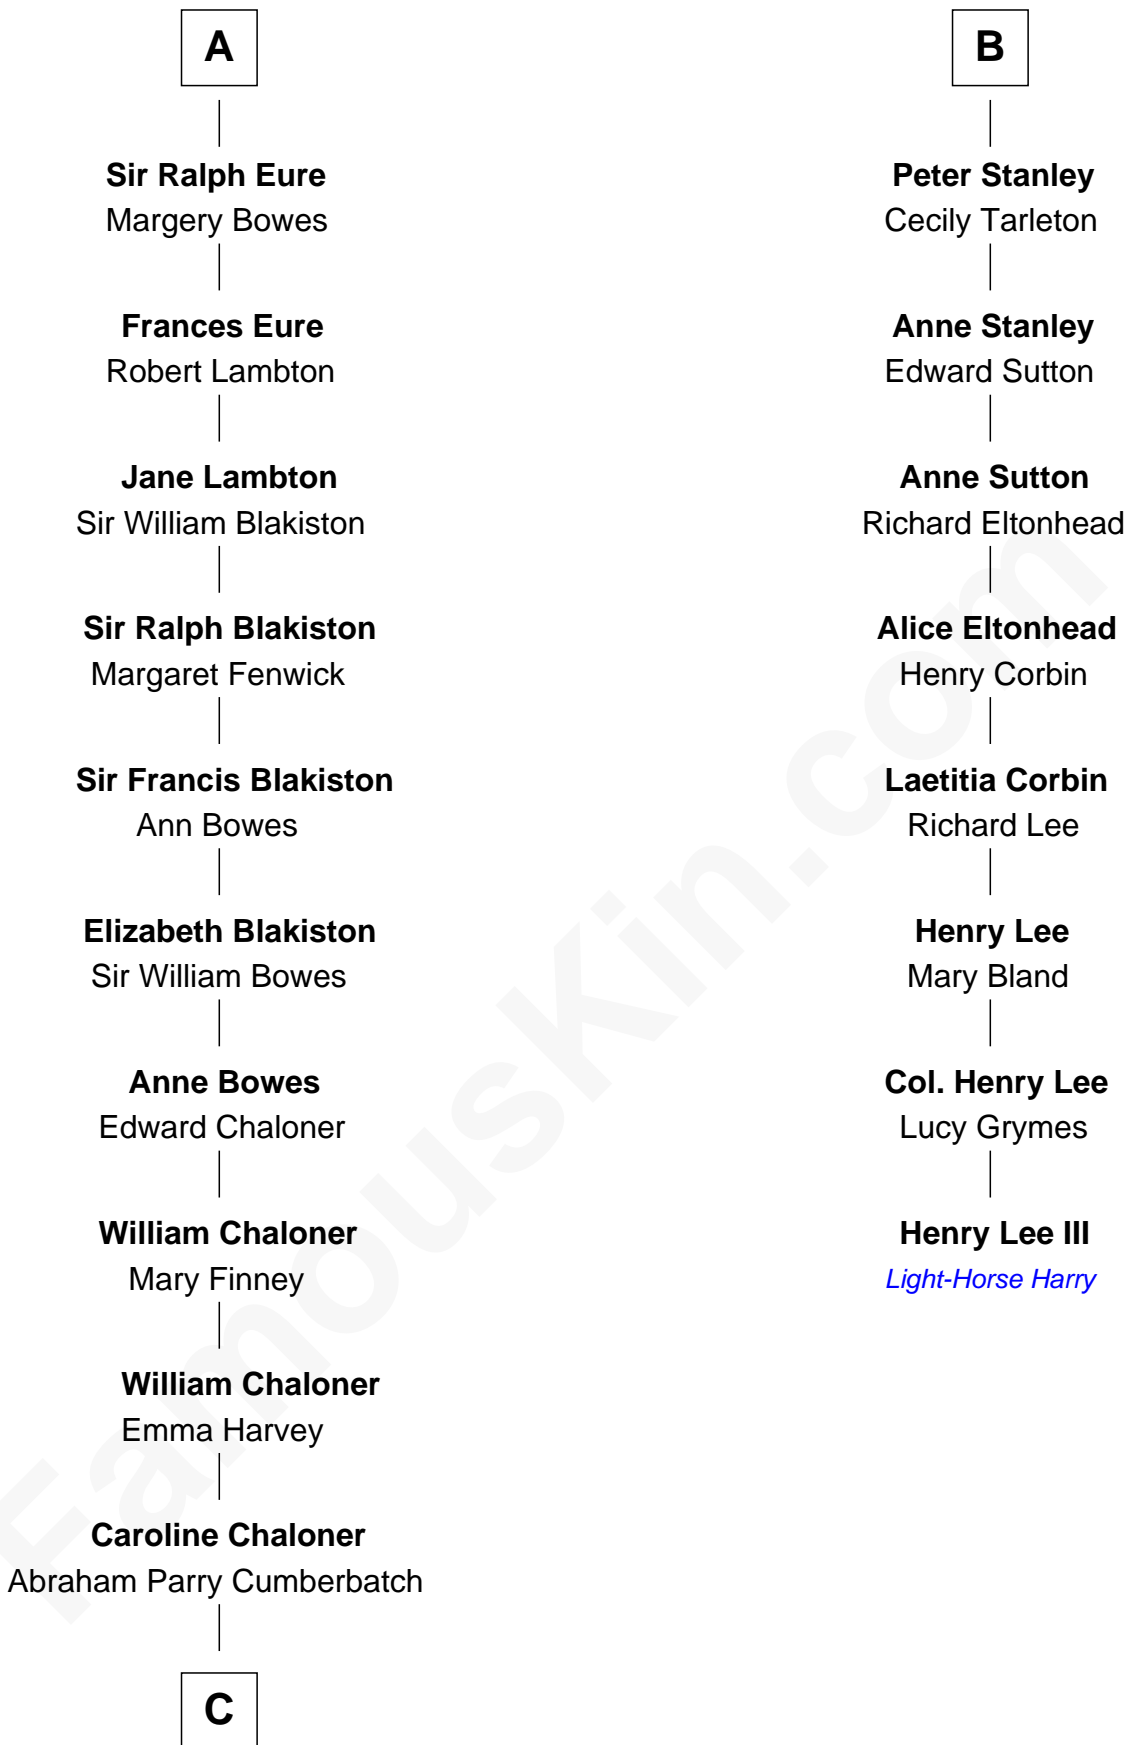 A
Sir Ralph Eure
Margery Bowes
Frances Eure
Robert Lambton
Jane Lambton
Sir William Blakiston
Sir Ralph Blakiston
Margaret Fenwick
Sir Francis Blakiston
Ann Bowes
Elizabeth Blakiston
Sir William Bowes
Anne Bowes
Edward Chaloner
William Chaloner
Mary Finney
William Chaloner
Emma Harvey
Caroline Chaloner
Abraham Parry Cumberbatch
C
B
Peter Stanley
Cecily Tarleton
Anne Stanley
Edward Sutton
Anne Sutton
Richard Eltonhead
Alice Eltonhead
Henry Corbin
Laetitia Corbin
Richard Lee
Henry Lee
Mary Bland
Col. Henry Lee
Lucy Grymes
Henry Lee III
Light-Horse Harry
FamousKin.com